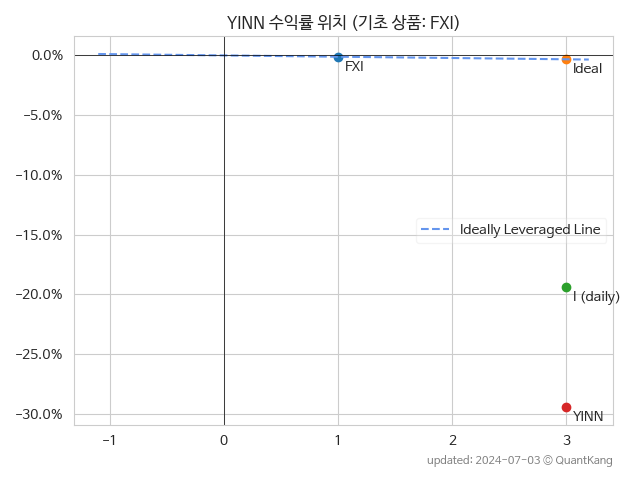 YINN 수익률 위치 (기초 상품: FXI)
0.0%
FXI
Ideal
−5.0%
−10.0%
−15.0%
Ideally Leveraged Line
−20.0%
I (daily)
−25.0%
−30.0%
YINN
−1
0
1
2
3
updated: 2024-07-03 © QuantKang